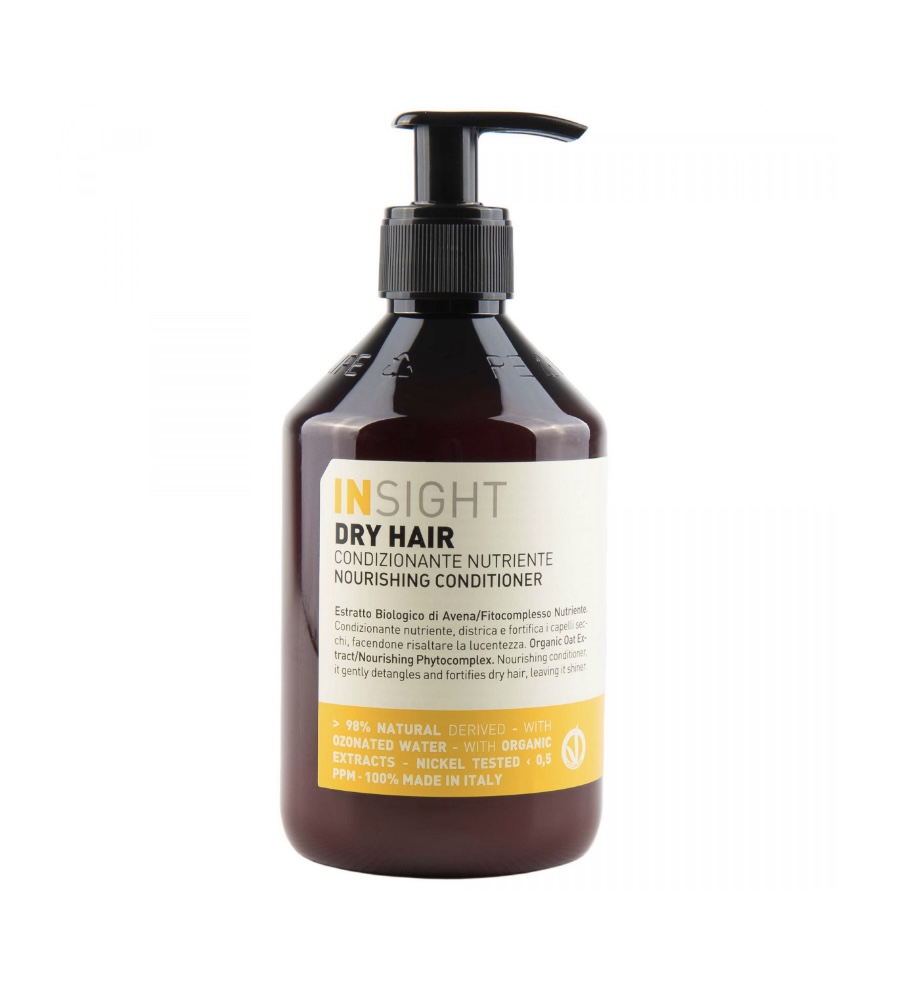 INSIGHT
DRY HAIR
CONDIZIONANTE NUTRIENTE
NOURISHING CONDITIONER
Estratto Biologico di Avena/Fitocomplesso Nutriente.
Condizionante nutriente, districa e fortifica i capelli sec-
chi, facendone risaltare la lucentezza. Organic Oat Ex-
tract/Nourishing Phytocomplex. Nourishing conditioner,
it gently detangles and fortifies dry hair, leaving it shiner.
> 98% NATURAL DERIVED - WITH
OZONATED WATER - WITH ORGANIC
EXTRACTS - NICKEL TESTED < 0,5
PPM - 100% MADE IN ITALY